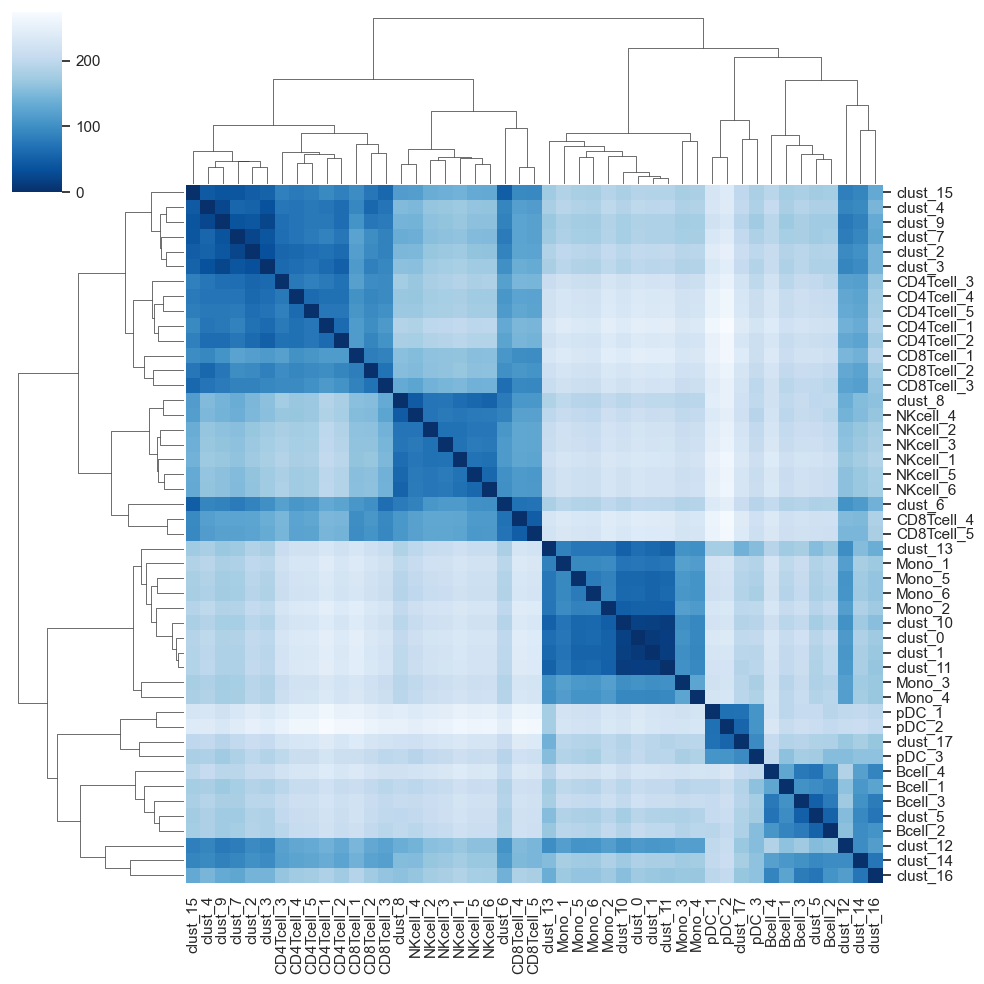 200
100
0
clust_15
clust_4
clust_9
clust_7
clust_2
clust_3
CD4Tcell_3
CD4Tcell_4
CD4Tcell_5
CD4Tcell_1
CD4Tcell_2
CD8Tcell_1
CD8Tcell_2
CD8Tcell_3
clust_8
NKcell_4
NKcell_2
NKcell_3
NKcell_1
NKcell_5
NKcell_6
clust_6
CD8Tcell_4
CD8Tcell_5
clust_13
Mono_1
Mono_5
Mono_6
Mono_2
clust_10
clust_0
clust_1
clust_11
Mono_3
Mono_4
pDC_1
pDC_2
clust_17
pDC_3
Bcell_4
Bcell_1
Bcell_3
clust_5
Bcell_2
clust_12
clust_14
clust_16
clust_15
clust_4
clust_9
clust_7
clust_2
clust_3
CD4Tcell_3
CD4Tcell_4
CD4Tcell_5
CD4Tcell_1
CD4Tcell_2
CD8Tcell_1
CD8Tcell_2
CD8Tcell_3
clust_8
NKcell_4
NKcell_2
NKcell_3
NKcell_1
NKcell_5
NKcell_6
clust_6
CD8Tcell_4
CD8Tcell_5
clust_13
Mono_1
Mono_5
Mono_6
Mono_2
clust_10
clust_0
clust_1
clust_11
Mono_3
Mono_4
pDC_1
pDC_2
clust_17
pDC_3
Bcell_4
Bcell_1
Bcell_3
clust_5
Bcell_2
clust_12
clust_14
clust_16